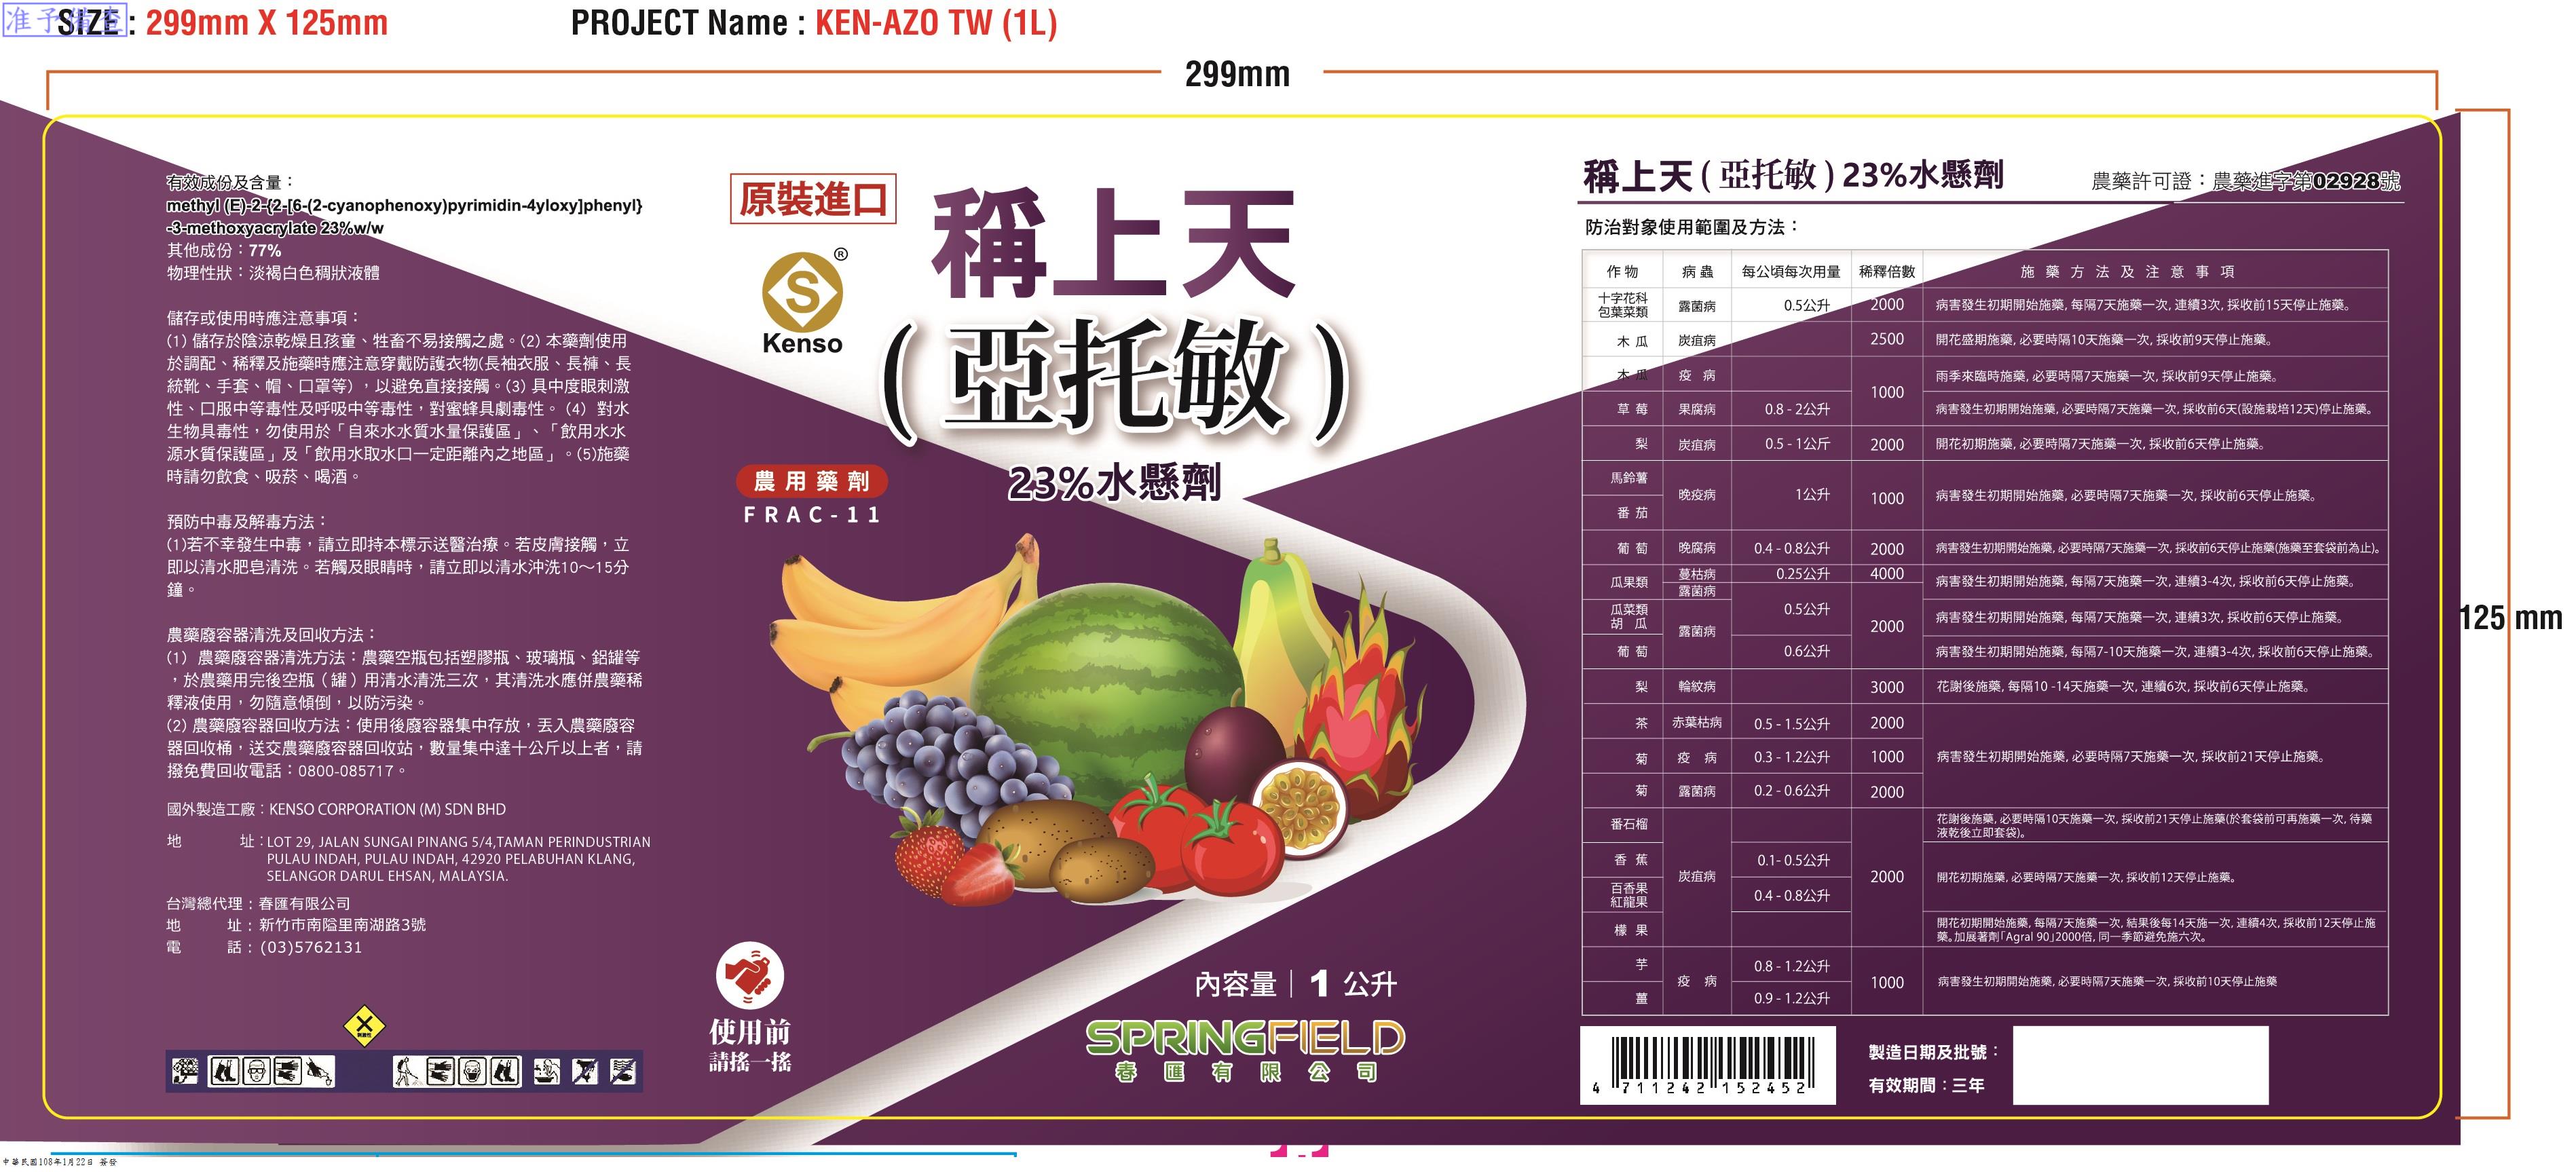 准予備查
SIZE : 299mm X 125mm
PROJECT Name : KEN-AZO TW (1L)
299mm
125 mm
有效成份及含量：
methyl (E)-2-{2-[6-(2-cyanophenoxy)pyrimidin-4yloxy]phenyl}
-3-methoxyacrylate 23%w/w
其他成份：77%
物理性狀：淡褐白色稠狀液體
儲存或使用時應注意事項：
(1) 儲存於陰涼乾燥且孩童、牲畜不易接觸之處。(2) 本藥劑使用
於調配、稀釋及施藥時應注意穿戴防護衣物(長袖衣服、長褲、長
統靴、手套、帽、口罩等)，以避免直接接觸。(3) 具中度眼刺激
性、口服中等毒性及呼吸中等毒性，對蜜蜂具劇毒性。(4) 對水
生物具毒性，勿使用於「自來水水質水量保護區」、「飲用水水
源水質保護區」及「飲用水取水口一定距離內之地區」。(5)施藥
時請勿飲食、吸菸、喝酒。
預防中毒及解毒方法：
(1)若不幸發生中毒，請立即持本標示送醫治療。若皮膚接觸，立
即以清水肥皂清洗。若觸及眼睛時，請立即以清水沖洗10～15分
鐘。
農藥廢容器清洗及回收方法：
(1) 農藥廢容器清洗方法：農藥空瓶包括塑膠瓶、玻璃瓶、鋁罐等
，於農藥用完後空瓶（罐）用清水清洗三次，其清洗水應併農藥稀
釋液使用，勿隨意傾倒，以防污染。
(2) 農藥廢容器回收方法：使用後廢容器集中存放，丟入農藥廢容
器回收桶，送交農藥廢容器回收站，數量集中達十公斤以上者，請
撥免費回收電話：0800-085717。
國外製造工廠：KENSO CORPORATION (M) SDN BHD
地 址：LOT 29, JALAN SUNGAI PINANG 5/4,TAMAN PERINDUSTRIAN
PULAU INDAH, PULAU INDAH, 42920 PELABUHAN KLANG,
SELANGOR DARUL EHSAN, MALAYSIA.
台灣總代理：春匯有限公司
地 址：新竹市南隘里南湖路3號
電 話：(03)5762131
原裝進口
S
®
Kenso
稱上天
(亞托敏)
23%水懸劑
農用藥劑
FRAC-11
使用前
請搖一搖
內容量｜1 公升
SPRINGFIELD
春匯有限公司
稱上天(亞托敏)23%水懸劑
農藥許可證：農藥進字第02928號
防治對象使用範圍及方法：
作物 病蟲 每公頃每次用量 稀釋倍數 施藥方法及注意事項
十字花科
包葉菜類 露菌病 0.5公升 2000 病害發生初期開始施藥, 每隔7天施藥一次, 連續3次, 採收前15天停止施藥。
木瓜 炭疽病 2500 開花盛期施藥, 必要時隔10天施藥一次, 採收前9天停止施藥。
木瓜 疫病 雨季來臨時施藥, 必要時隔7天施藥一次, 採收前9天停止施藥。
1000
草莓 果腐病 0.8 - 2公升 病害發生初期開始施藥, 必要時隔7天施藥一次, 採收前6天(設施栽培12天)停止施藥。
梨 炭疽病 0.5 - 1公斤 2000 開花初期施藥, 必要時隔7天施藥一次, 採收前6天停止施藥。
馬鈴薯
晚疫病 1公升 1000 病害發生初期開始施藥, 必要時隔7天施藥一次, 採收前6天停止施藥。
番茄
葡萄 晚腐病 0.4 - 0.8公升 2000 病害發生初期開始施藥, 必要時隔7天施藥一次, 採收前6天停止施藥(施藥至套袋前為止)。
瓜果類 蔓枯病 0.25公升 4000 病害發生初期開始施藥, 每隔7天施藥一次, 連續3-4次, 採收前6天停止施藥。
露菌病
瓜菜類
胡瓜 露菌病 0.5公升 2000 病害發生初期開始施藥, 每隔7天施藥一次, 連續3次, 採收前6天停止施藥。
葡萄 0.6公升 病害發生初期開始施藥, 每隔7-10天施藥一次, 連續3-4次, 採收前6天停止施藥。
梨 輪紋病 3000 花謝後施藥, 每隔10 -14天施藥一次, 連續6次, 採收前6天停止施藥。
茶 赤葉枯病 0.5 - 1.5公升 2000
菊 疫病 0.3 - 1.2公升 1000 病害發生初期開始施藥, 必要時隔7天施藥一次, 採收前21天停止施藥。
菊 露菌病 0.2 - 0.6公升 2000
番石榴 花謝後施藥, 必要時隔10天施藥一次, 採收前21天停止施藥(於套袋前可再施藥一次, 待藥
液乾後立即套袋)。
香蕉 0.1- 0.5公升
炭疽病 2000 開花初期施藥, 必要時隔7天施藥一次, 採收前12天停止施藥。
百香果
紅龍果 0.4 - 0.8公升
檬果 開花初期開始施藥, 每隔7天施藥一次, 結果後每14天施一次, 連續4次, 採收前12天停止施
藥。加展著劑「Agral 90」2000倍, 同一季節避免施六次。
芋 0.8 - 1.2公升
疫病 1000 病害發生初期開始施藥, 必要時隔7天施藥一次, 採收前10天停止施藥
薑 0.9 - 1.2公升
4 711242 152452
製造日期及批號：
有效期間：三年
中華民國108年1月22日 簽發
1:1